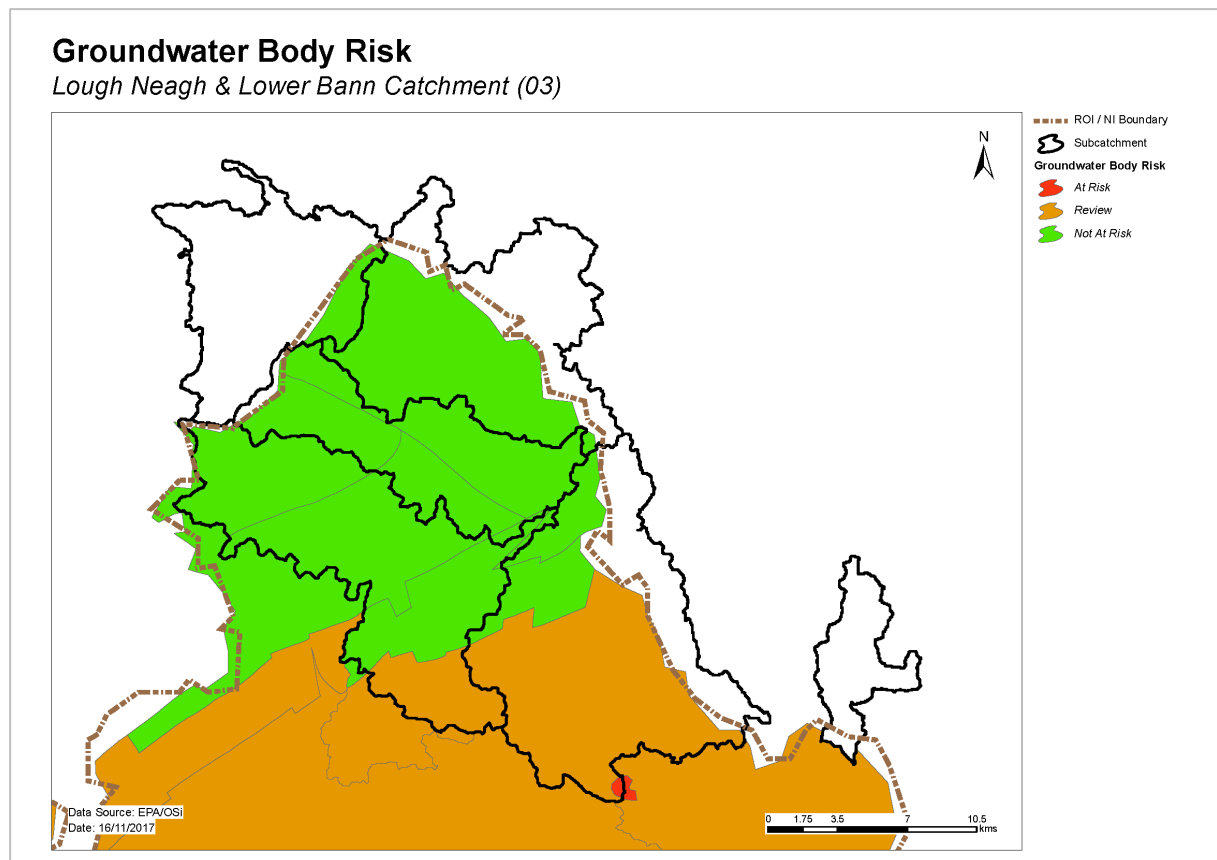 Groundwater Body Risk
Lough Neagh & Lower Bann Catchment (03)
N
ROI / NI Boundary
Subcatchment
Groundwater Body Risk
At Risk
Review
Not At Risk
Data Source: EPA/OSi
Date: 16/11/2017
0 1.75 3.5 7 10.5
kms